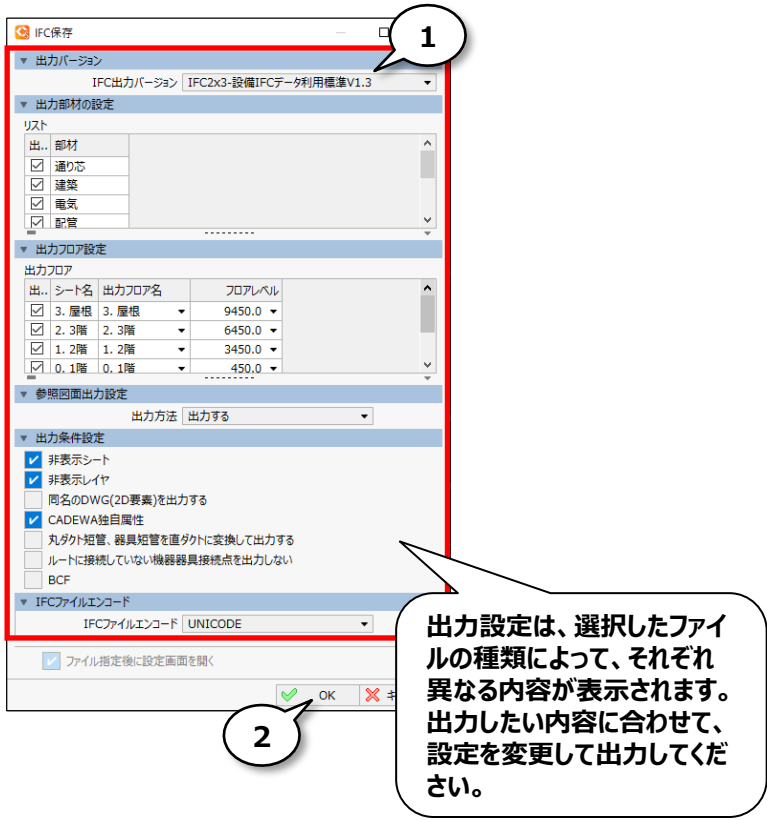 IFC保存
1
出力バージョン
IFC出力バージョン IFC2x3-設備IFCデータ利用標準V1.3
出力部材の設定
リスト
出.. 部材
通り芯
建築
電気
配管
出力フロア設定
出力フロア
出.. シート名 出力フロア名 フロアレベル
3. 屋根 3. 屋根 9450.0
2. 3階 2. 3階 6450.0
1. 2階 1. 2階 3450.0
0. 1階 0. 1階 450.0
参照図面出力設定
出力方法 出力する
出力条件設定
非表示シート
非表示レイヤ
同名のDWG(2D要素)を出力する
CADEWA独自属性
丸ダクト短管、器具短管を直ダクトに変換して出力する
ルートに接続していない機器器具接続点を出力しない
BCF
IFCファイルエンコード
IFCファイルエンコード UNICODE
ファイル指定後に設定画面を開く
OK キ
2
出力設定は、選択したファイ
ルの種類によって、それぞれ
異なる内容が表示されます。
出力したい内容に合わせて、
設定を変更して出力してくだ
さい。